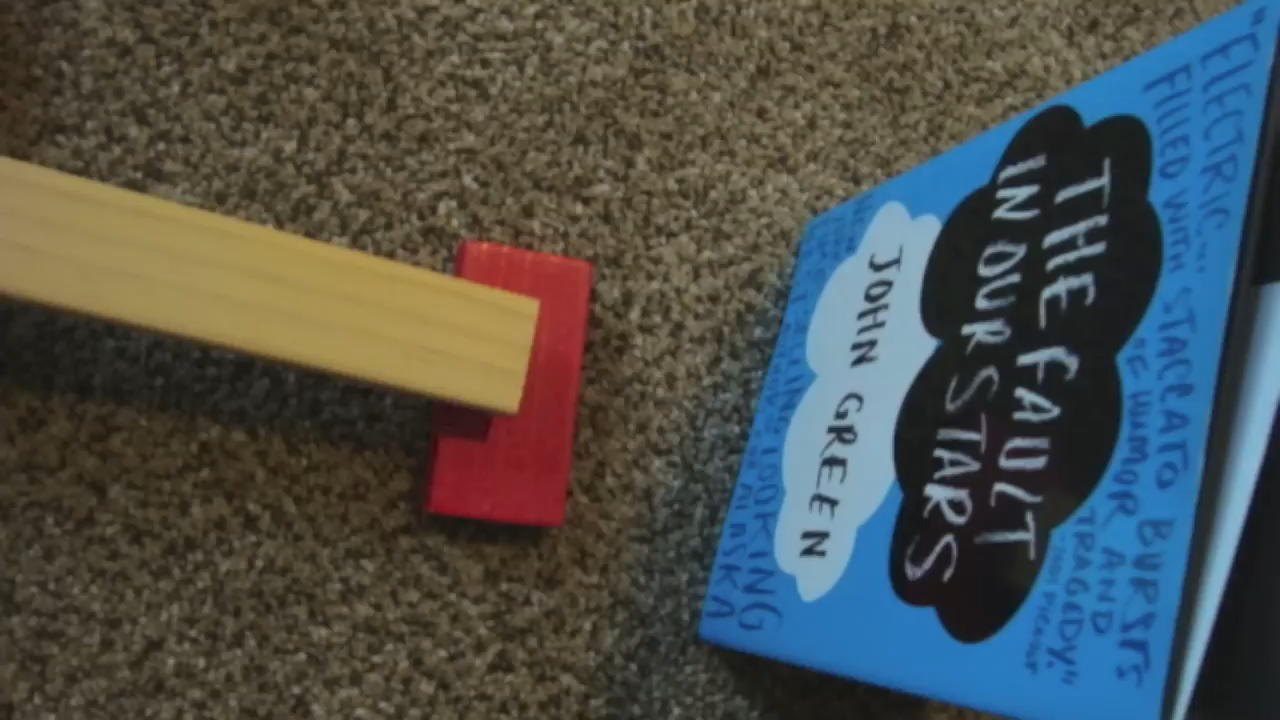 "ELECTRIC...
FILLED WITH STACCATO BURSTS
OF HUMOR AND
TRAGEDY."
THE FAULT
IN OUR STARS
JOHN GREEN
LOOKING
ALASKA